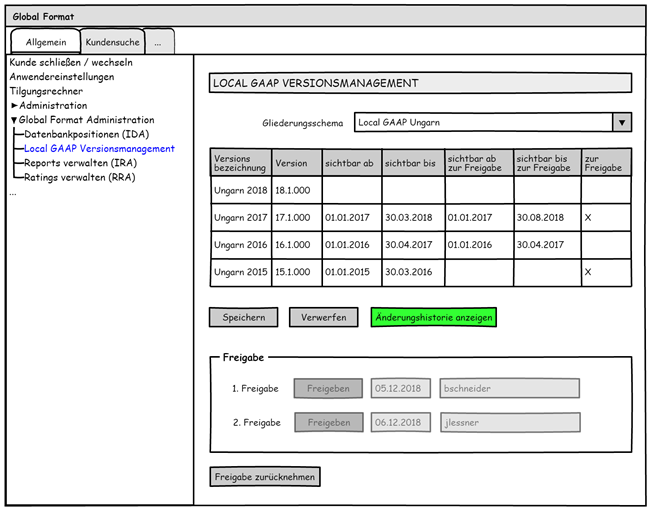 Global Format
Allgemein Kundensuche ...
Kunde schließen / wechseln
Anwendereinstellungen
Tilgungsrechner
Administration
Global Format Administration
Datenbankpositionen (IDA)
Local GAAP Versionsmanagement
Reports verwalten (IRA)
Ratings verwalten (RRA)
...
LOCAL GAAP VERSIONSMANAGEMENT
Gliederungsschema Local GAAP Ungarn
Versions bezeichnung Version sichtbar ab sichtbar bis sichtbar ab zur Freigabe sichtbar bis zur Freigabe zur Freigabe
Ungarn 2018 18.1.000
Ungarn 2017 17.1.000 01.01.2017 30.03.2018 01.01.2017 30.08.2018 X
Ungarn 2016 16.1.000 01.01.2016 30.04.2017 01.01.2016 30.04.2017
Ungarn 2015 15.1.000 01.01.2015 30.03.2016 X
Speichern Verwerfen Änderungshistorie anzeigen
Freigabe
1. Freigabe Freigeben 05.12.2018 bschneider
2. Freigabe Freigeben 06.12.2018 jlessner
Freigabe zurücknehmen